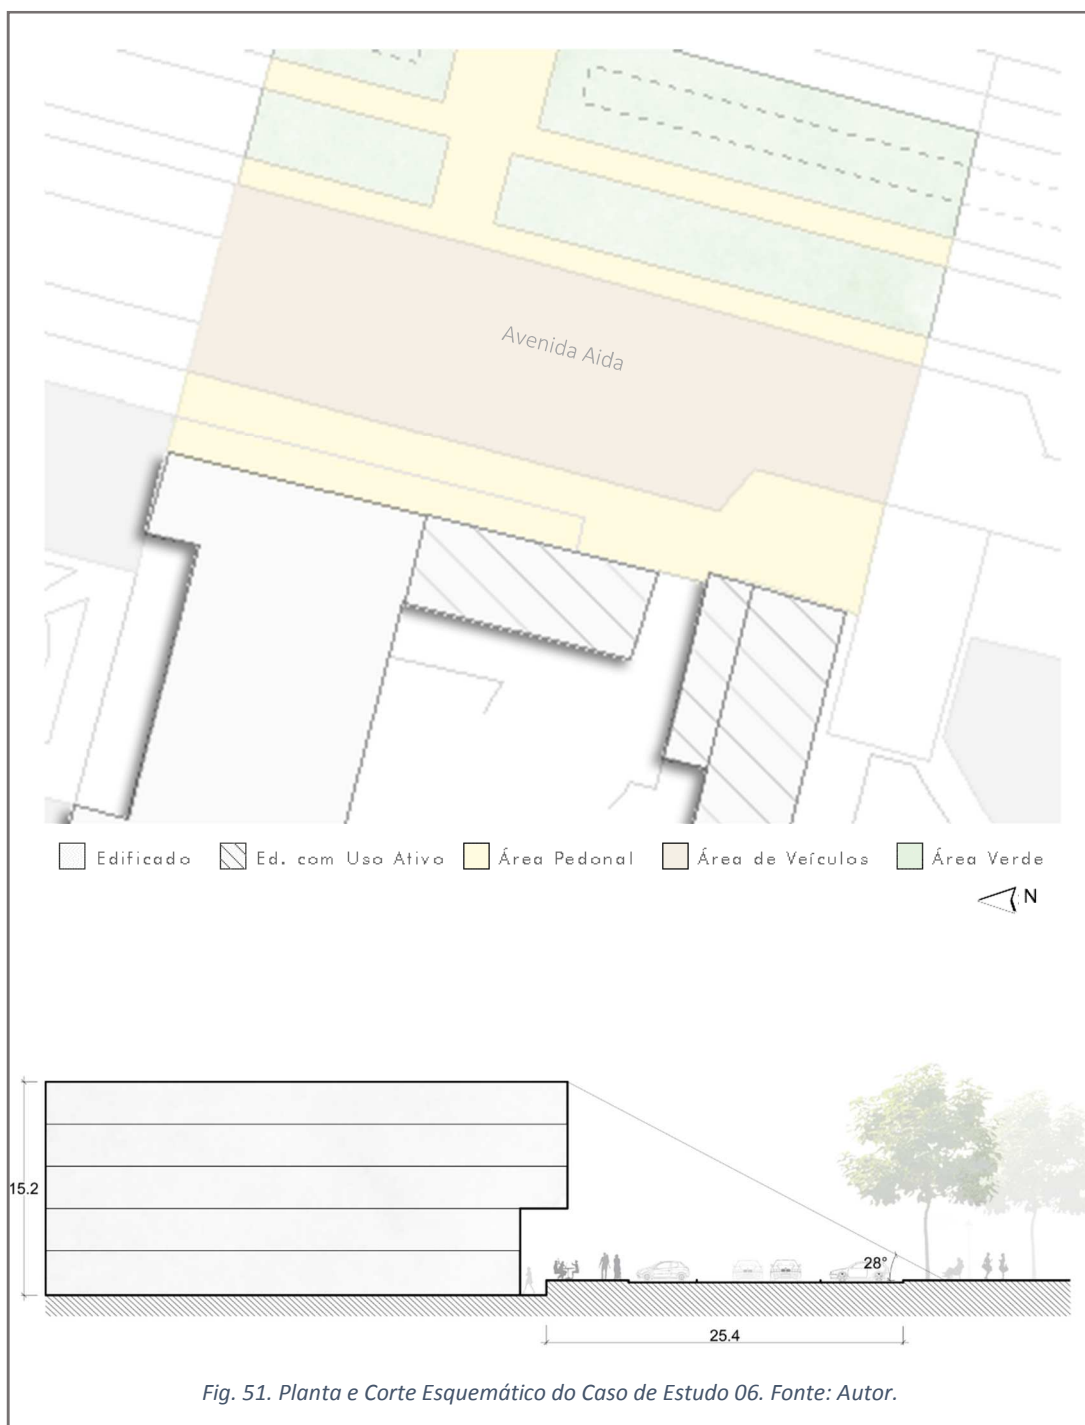 Avenida Aida
Edificado Ed. com Uso Ativo Área Pedonal Área de Veículos Área Verde
N
15.2
28°
25.4
Fig. 51. Planta e Corte Esquemático do Caso de Estudo 06. Fonte: Autor.